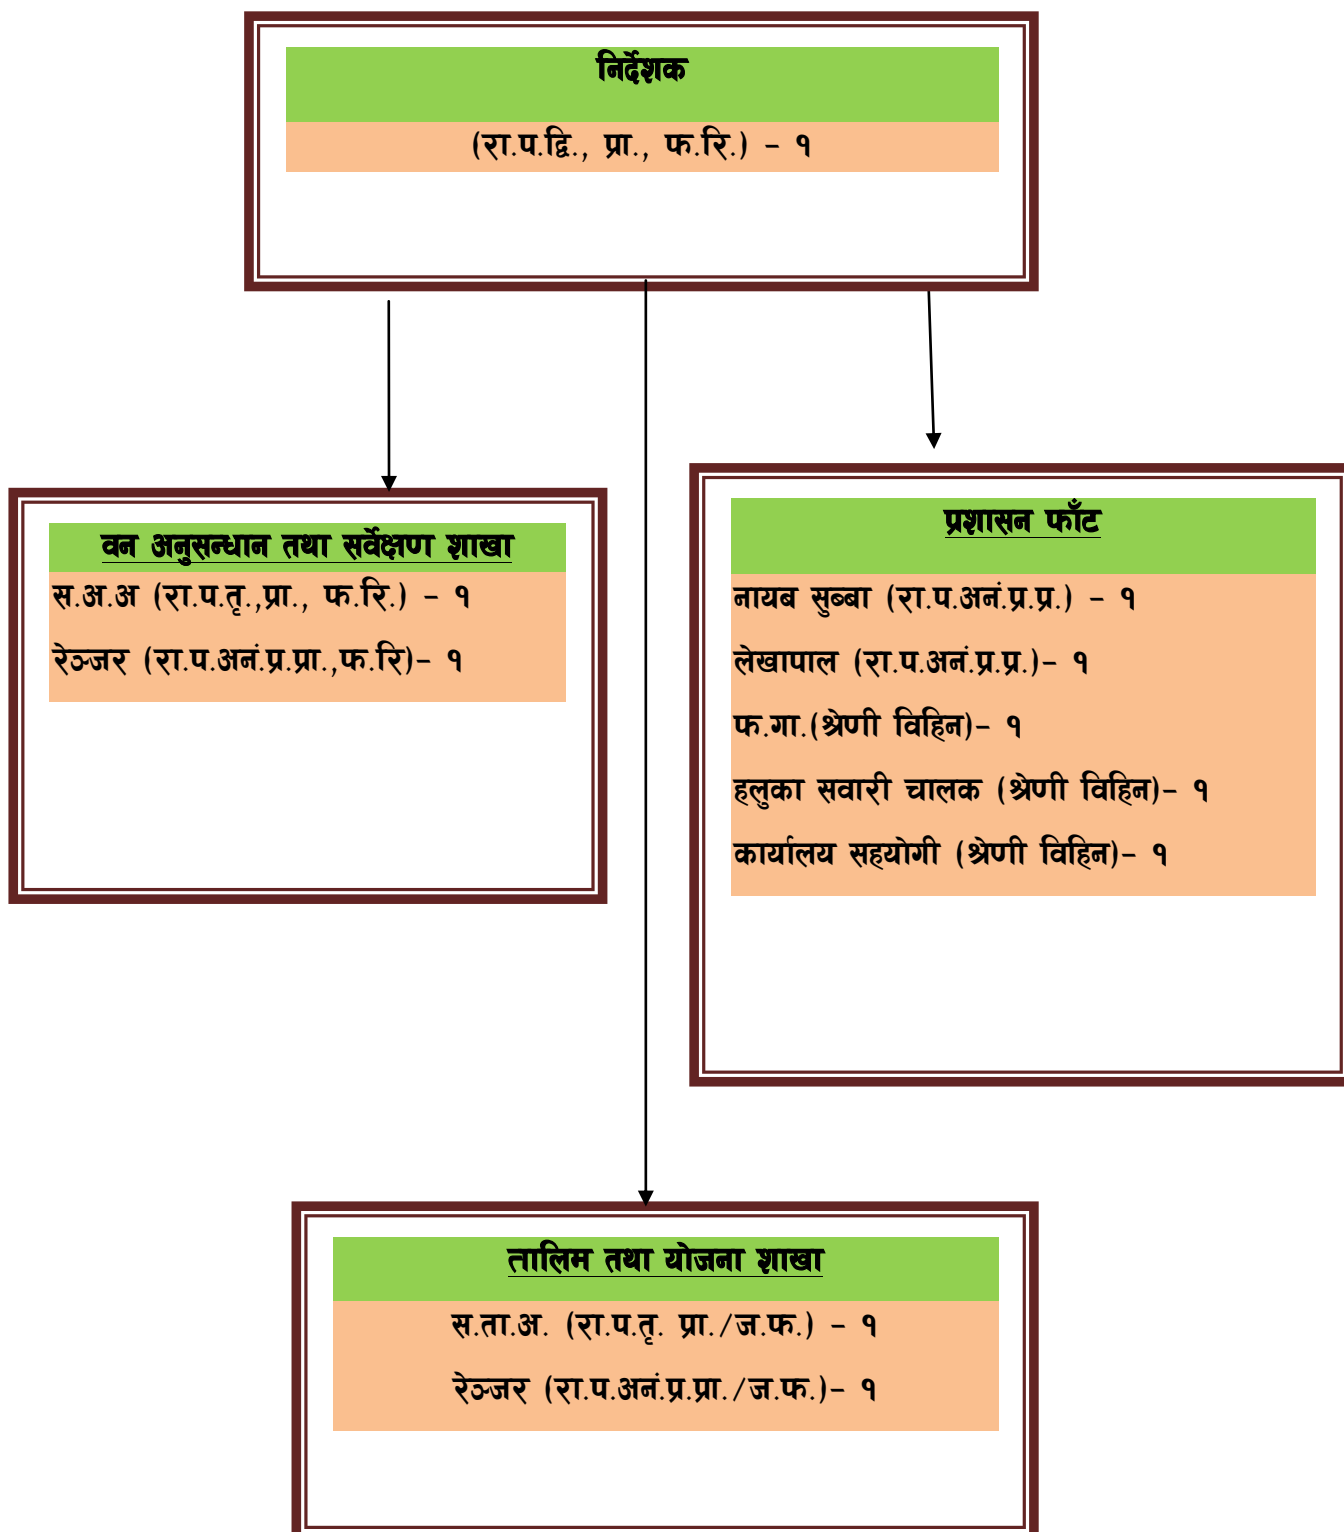 निर्देशक
(रा.प.द्वि., प्रा., फ.रि.) – १
वन अनुसन्धान तथा सर्वेक्षण शाखा
स.अ.अ (रा.प.तृ.,प्रा., फ.रि.) – १
रेञ्जर (रा.प.अनं.प्र.प्रा.,फ.रि)– १
प्रशासन फाँट
नायब सुब्बा (रा.प.अनं.प्र.प्र.) – १
लेखापाल (रा.प.अनं.प्र.प्र.)– १
फ.गा.(श्रेणी विहिन)– १
हलुका सवारी चालक (श्रेणी विहिन)– १
कार्यालय सहयोगी (श्रेणी विहिन)– १
तालिम तथा योजना शाखा
स.ता.अ. (रा.प.तृ. प्रा./ज.फ.) – १
रेञ्जर (रा.प.अनं.प्र.प्रा./ज.फ.)– १